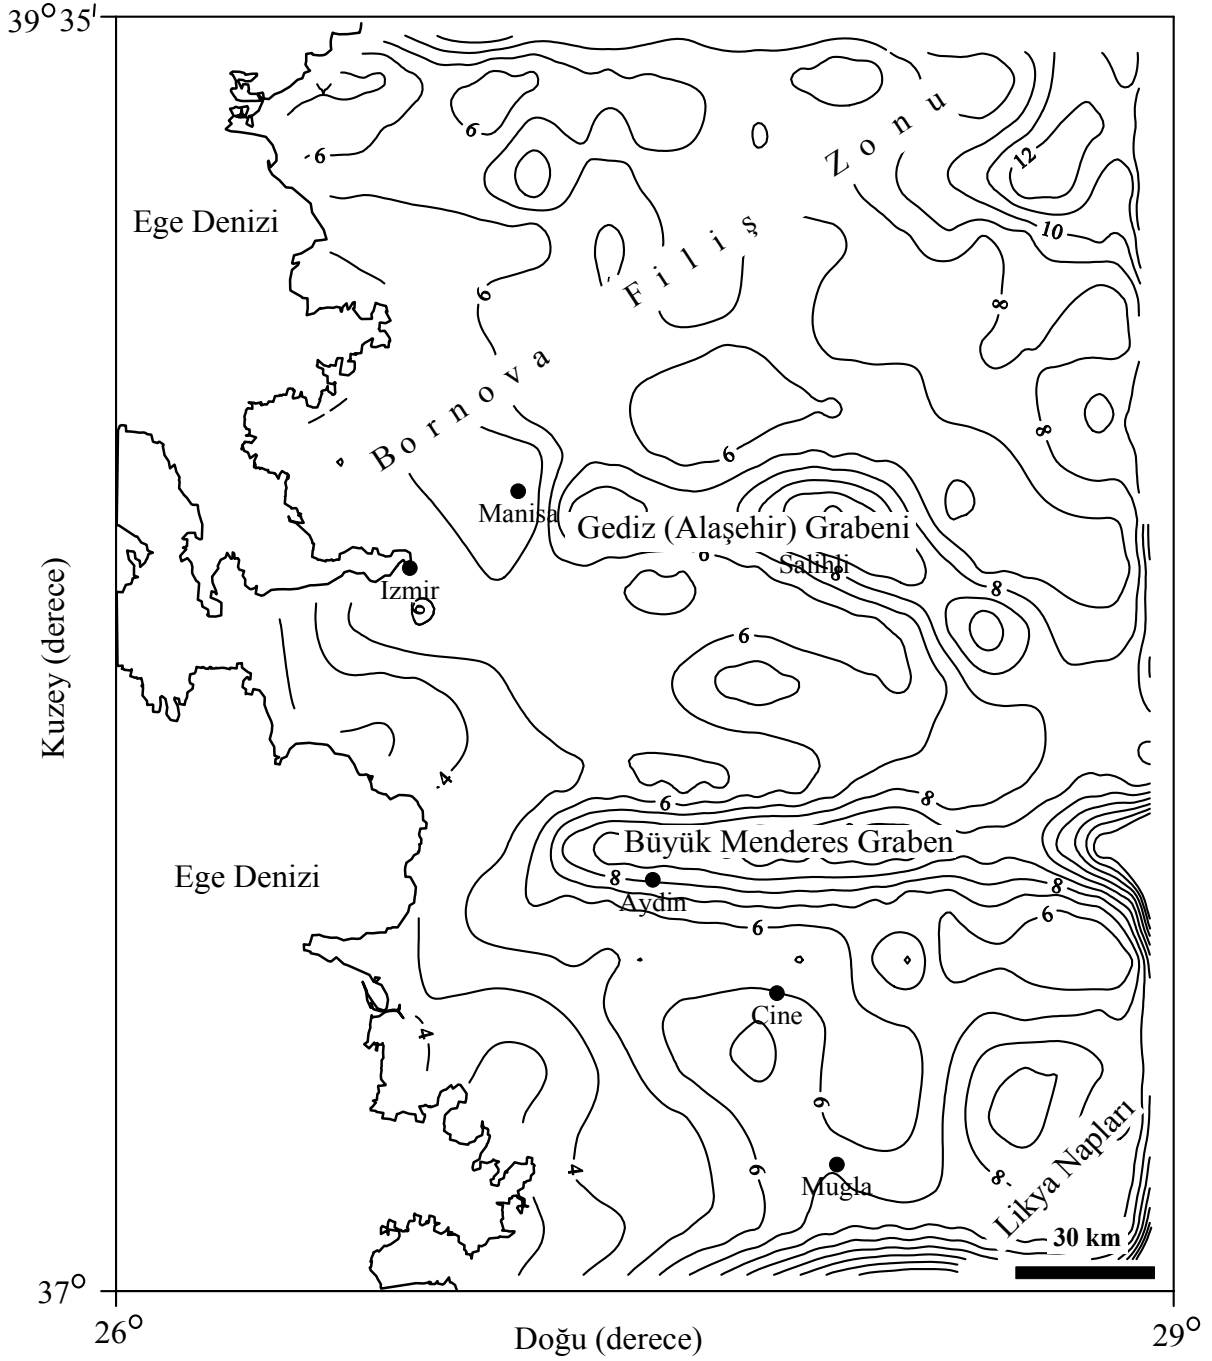 39° 35'
12
6
6
Zonu
Ege Denizi
10
Filiş
6
8
Bornova
8
6
Manisa
Gediz (Alaşehir) Grabeni
6
Salihli
8
8
Izmir
6
6
Kuzey (derece)
4
6
8
Büyük Menderes Graben
Ege Denizi
8
8
Aydin
6
6
Cine
4
6
4
6
8
Mugla
Likya Napları
30 km
37°
26°
29°
Doğu (derece)